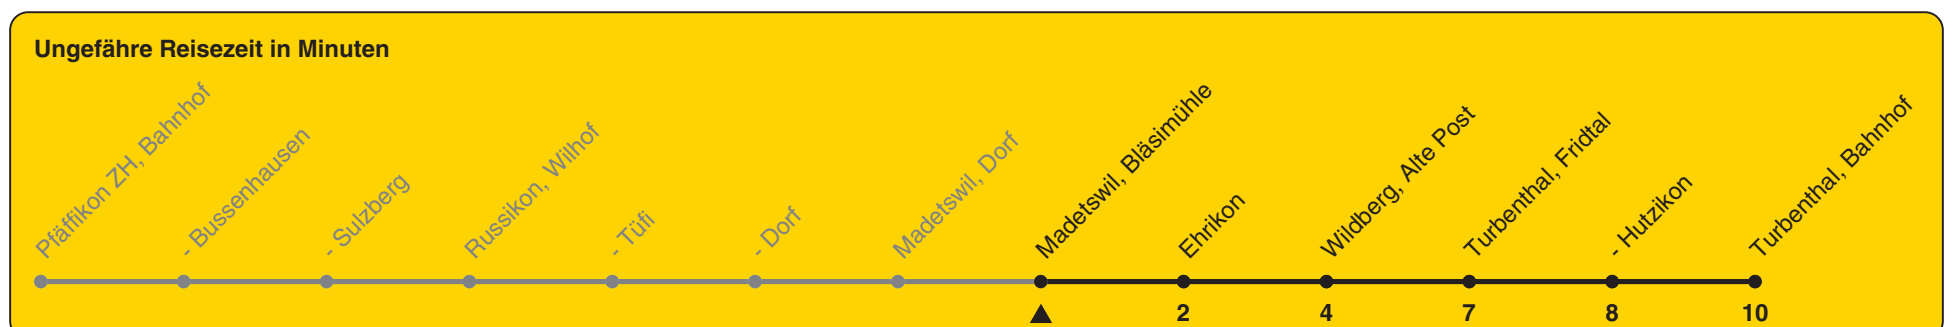 Ungefähre Reisezeit in Minuten
Pfäffikon ZH, Bahnhof
- Bussenhausen
- Sulzberg
Russikon, Wilhof
- Tüfi
- Dorf
Madetswil, Dorf
Madetswil, Bläsimühle
Ehrikon
Wildberg, Alte Post
Turbenthal, Fridtal
- Hutzikon
Turbenthal, Bahnhof
2 4 7 8 10